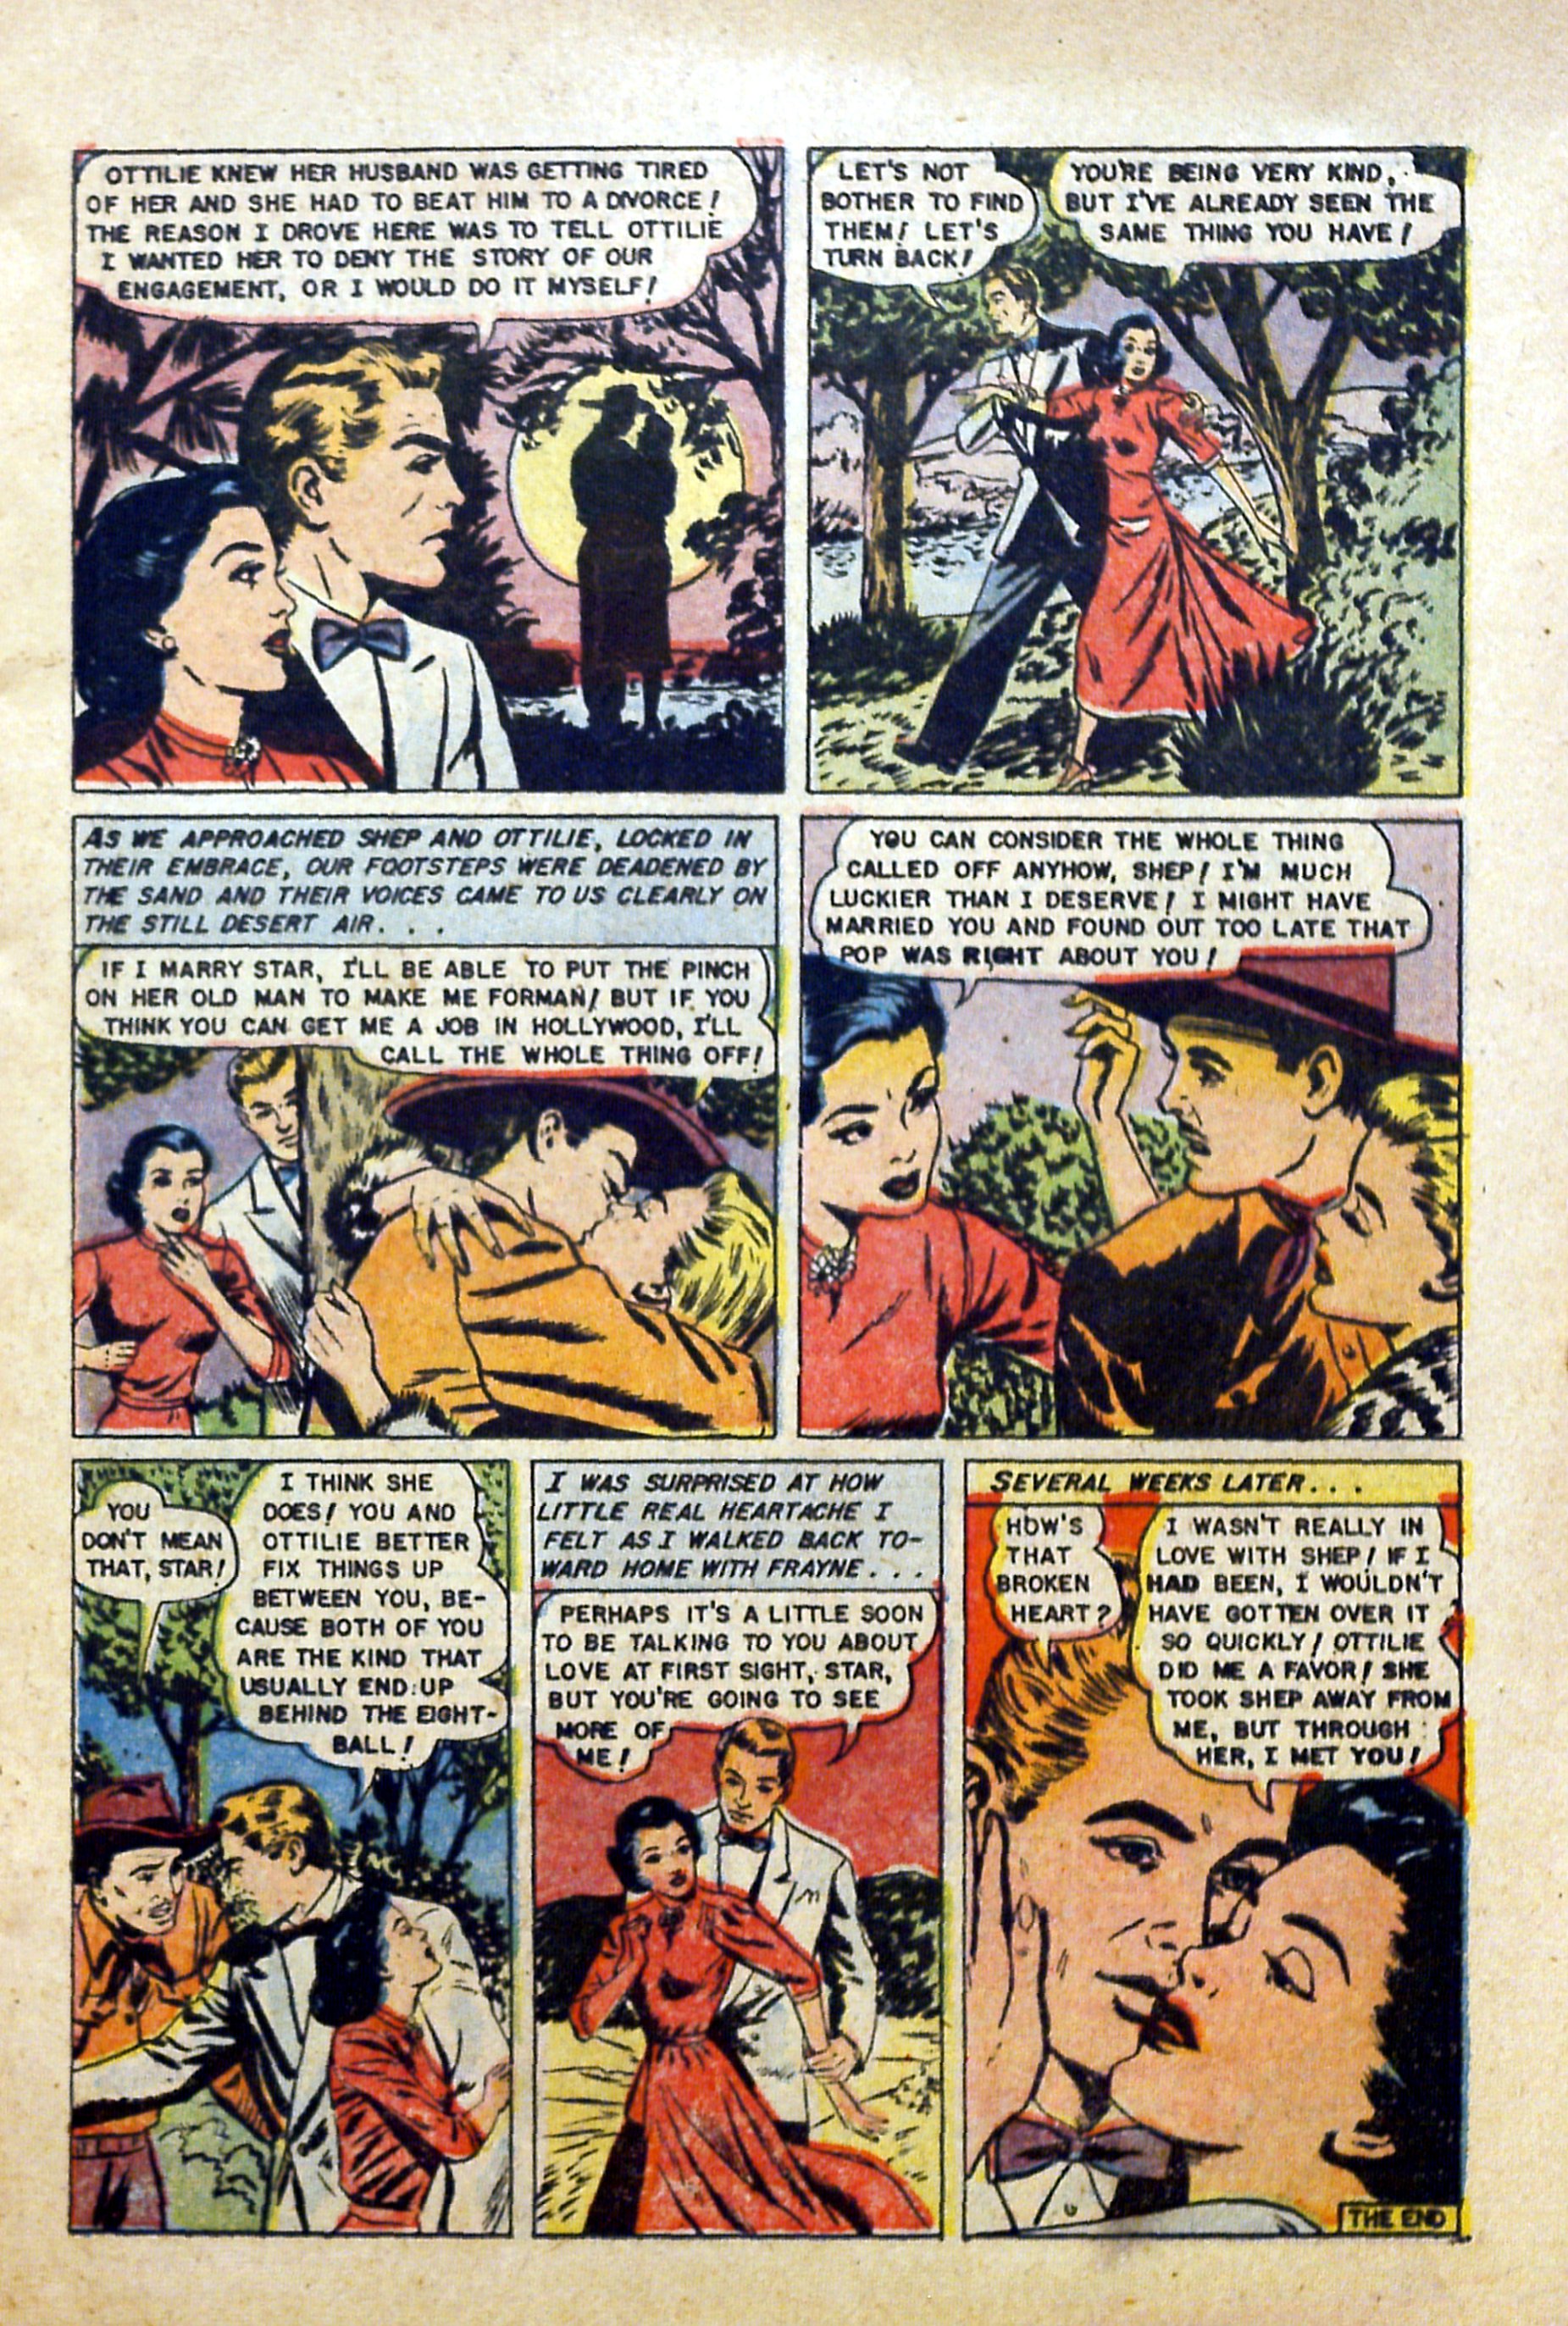 OTTILIE KNEW HER HUSBAND WAS GETTING TIRED
OF HER AND SHE HAD TO BEAT HIM TO A DIVORCE!
THE REASON I DROVE HERE WAS TO TELL OTTILIE
I WANTED HER TO DENY THE STORY OF OUR
ENGAGEMENT, OR I WOULD DO IT MYSELF!
LET'S NOT
BOTHER TO FIND
THEM! LET'S
TURN BACK!
YOU'RE BEING VERY KIND,
BUT I'VE ALREADY SEEN THE
SAME THING YOU HAVE!
AS WE APPROACHED SHEP AND OTTILIE, LOCKED IN
THEIR EMBRACE, OUR FOOTSTEPS WERE DEADENED BY
THE SAND AND THEIR VOICES CAME TO US CLEARLY ON
THE STILL DESERT AIR...
IF I MARRY STAR, I'LL BE ABLE TO PUT THE PINCH
ON HER OLD MAN TO MAKE ME FORMAN! BUT IF YOU
THINK YOU CAN GET ME A JOB IN HOLLYWOOD, I'LL
CALL THE WHOLE THING OFF!
YOU CAN CONSIDER THE WHOLE THING
CALLED OFF ANYHOW, SHEP! I'M MUCH
LUCKIER THAN I DESERVE! I MIGHT HAVE
MARRIED YOU AND FOUND OUT TOO LATE THAT
POP WAS RIGHT ABOUT YOU!
YOU
DON'T MEAN
THAT, STAR!
I THINK SHE
DOES! YOU AND
OTTILIE BETTER
FIX THINGS UP
BETWEEN YOU, BE-
CAUSE BOTH OF YOU
ARE THE KIND THAT
USUALLY END UP
BEHIND THE EIGHT-
BALL!
I WAS SURPRISED AT HOW
LITTLE REAL HEARTACHE I
FELT AS I WALKED BACK TO-
WARD HOME WITH FRAYNE...
PERHAPS IT'S A LITTLE SOON
TO BE TALKING TO YOU ABOUT
LOVE AT FIRST SIGHT, STAR,
BUT YOU'RE GOING TO SEE
MORE OF
ME!
SEVERAL WEEKS LATER...
HOW'S
THAT
BROKEN
HEART?
I WASN'T REALLY IN
LOVE WITH SHEP! IF I
HAD BEEN, I WOULDN'T
HAVE GOTTEN OVER IT
SO QUICKLY! OTTILIE
DID ME A FAVOR! SHE
TOOK SHEP AWAY FROM
ME, BUT THROUGH
HER, I MET YOU!
THE END